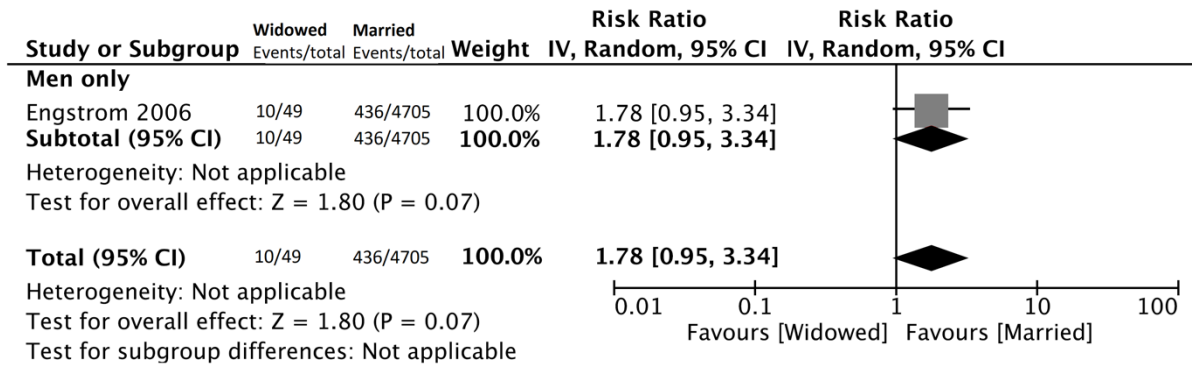 Widowed Married Risk Ratio Risk Ratio
Study or Subgroup Events/total Events/total Weight IV, Random, 95% CI IV, Random, 95% CI
Men only
Engstrom 2006 10/49 436/4705 100.0% 1.78 [0.95, 3.34]
Subtotal (95% CI) 10/49 436/4705 100.0% 1.78 [0.95, 3.34]
Heterogeneity: Not applicable
Test for overall effect: Z = 1.80 (P = 0.07)
Total (95% CI) 10/49 436/4705 100.0% 1.78 [0.95, 3.34]
Heterogeneity: Not applicable
Test for overall effect: Z = 1.80 (P = 0.07)
Test for subgroup differences: Not applicable
0.01 0.1 1 10 100
Favours [Widowed] Favours [Married]